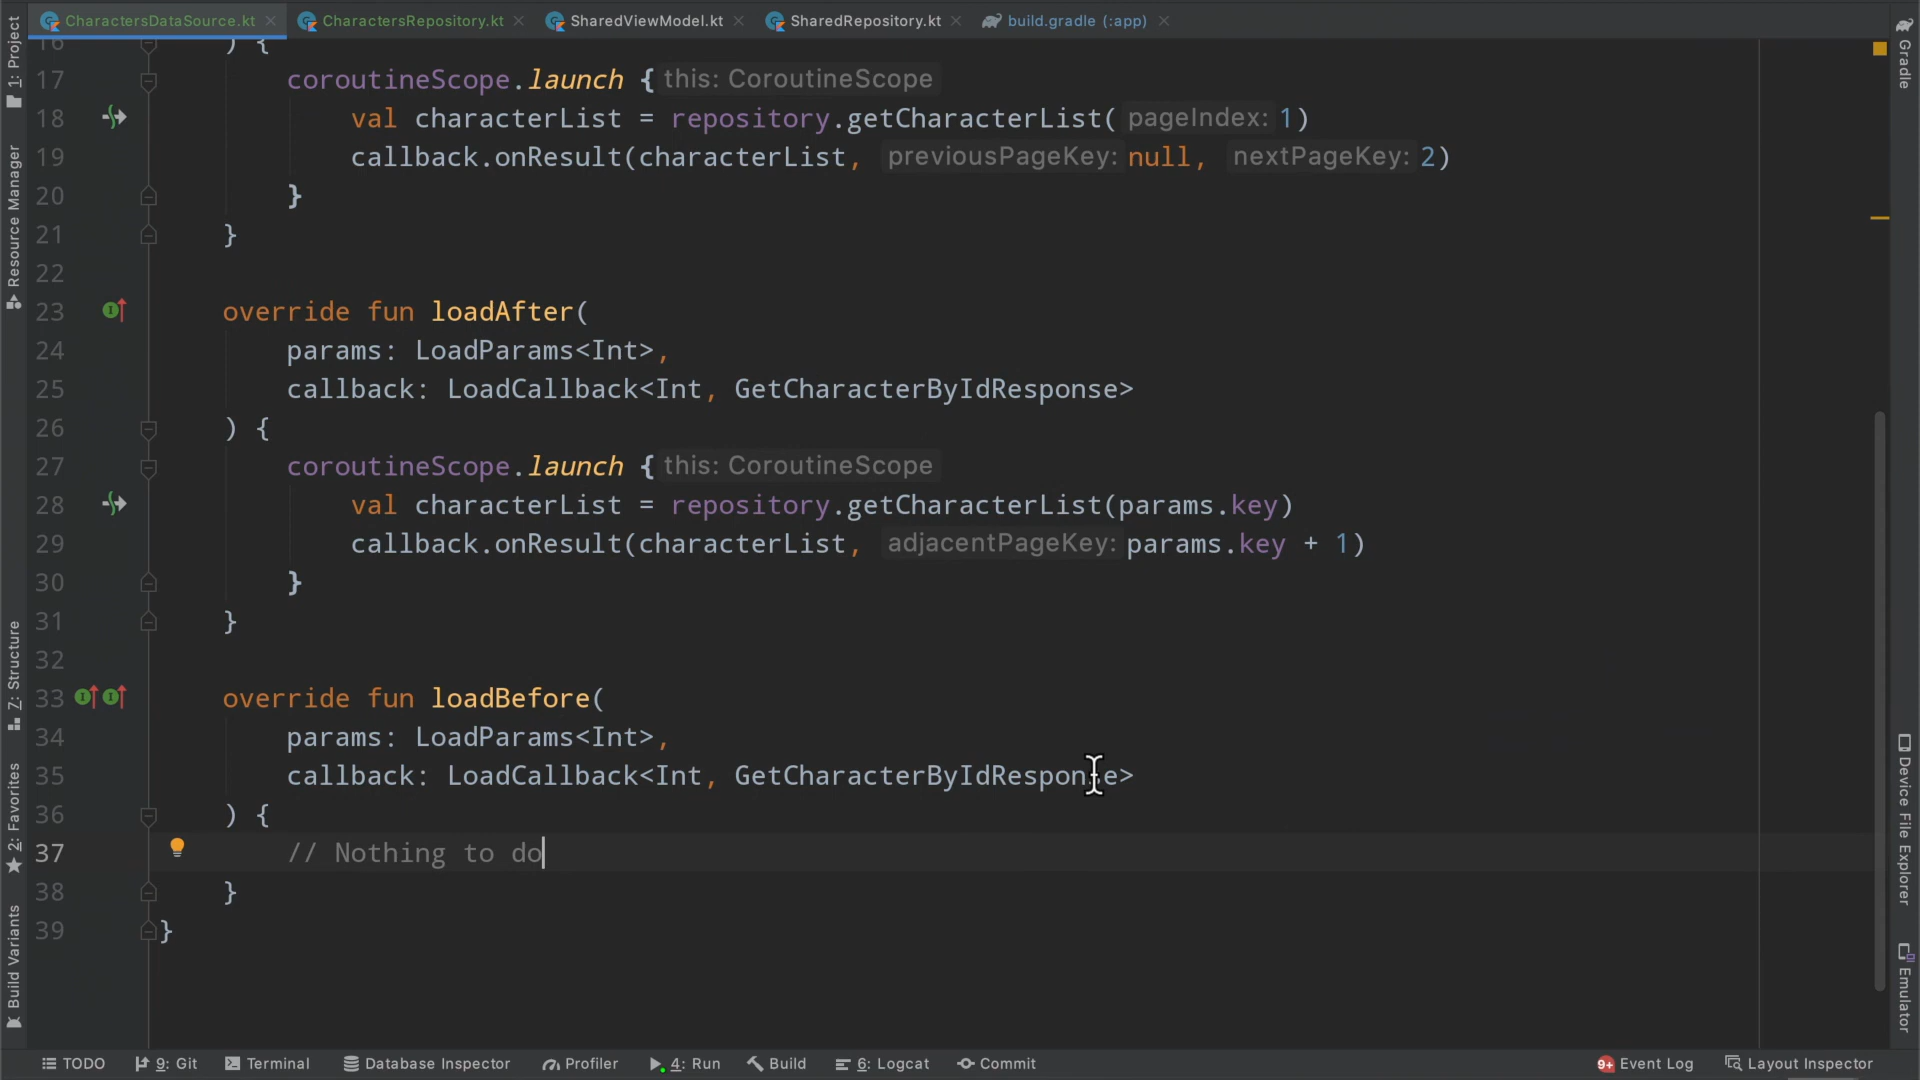 CharactersDataSource.kt CharactersRepository.kt SharedViewModel.kt SharedRepository.kt build.gradle (:app)
16 ) {
17 coroutineScope.launch { this: CoroutineScope
18 val characterList = repository.getCharacterList( pageIndex: 1)
19 callback.onResult(characterList, previousPageKey: null, nextPageKey: 2)
20 }
21 }
22
23 override fun loadAfter(
24 params: LoadParams<Int>,
25 callback: LoadCallback<Int, GetCharacterByIdResponse>
26 ) {
27 coroutineScope.launch { this: CoroutineScope
28 val characterList = repository.getCharacterList(params.key)
29 callback.onResult(characterList, adjacentPageKey: params.key + 1)
30 }
31 }
32
33 override fun loadBefore(
34 params: LoadParams<Int>,
35 callback: LoadCallback<Int, GetCharacterByIdResponse>
36 ) {
37 // Nothing to do
38 }
39 }
1: Project
Resource Manager
7: Structure
2: Favorites
Build Variants
Gradle
Device File Explorer
Emulator
TODO 9: Git Terminal Database Inspector Profiler 4: Run Build 6: Logcat Commit 9+ Event Log Layout Inspector